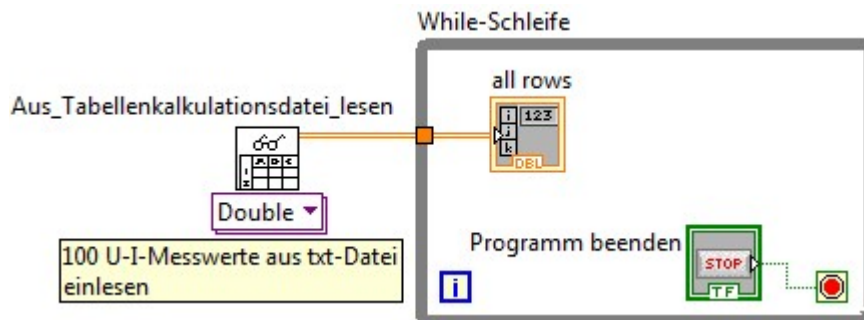 While-Schleife
all rows
Aus_Tabellenkalkulationsdatei_lesen
i 123
j
k
DBL
Double
100 U-I-Messwerte aus txt-Datei
einlesen
Programm beenden
STOP
TF
i